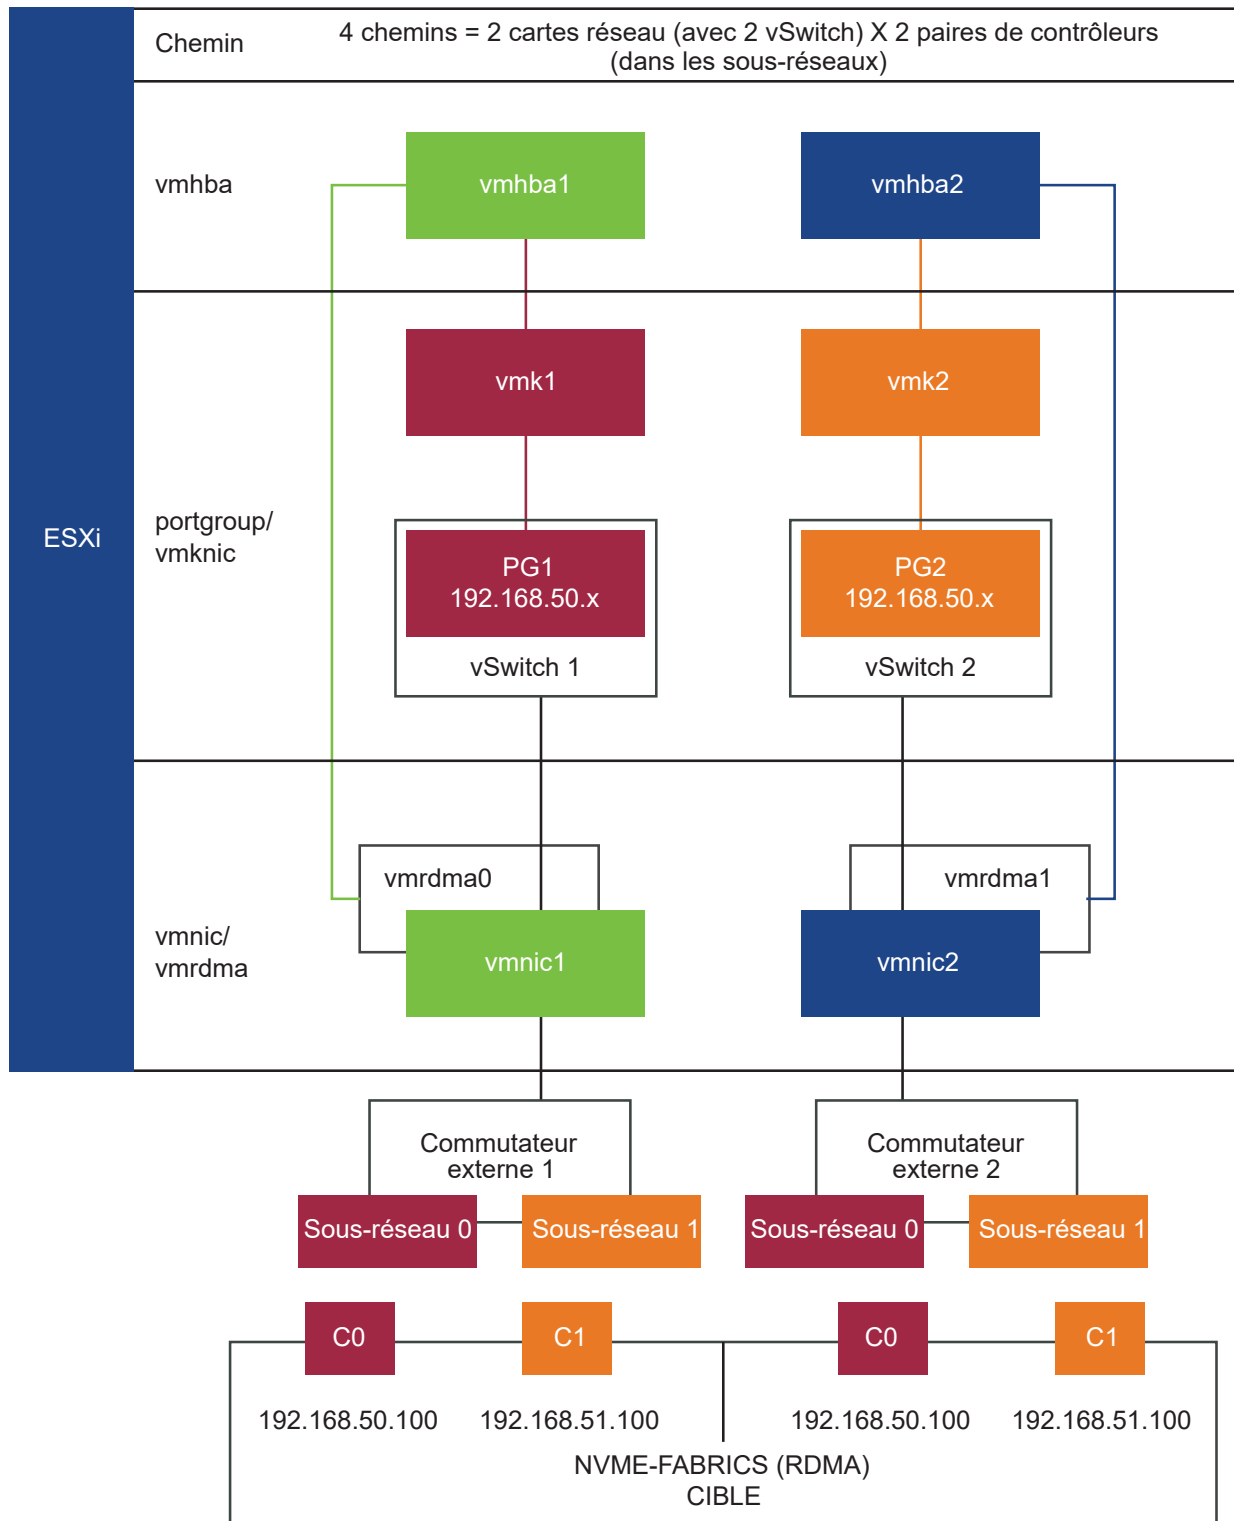 Chemin
4 chemins = 2 cartes réseau (avec 2 vSwitch) X 2 paires de contrôleurs
(dans les sous-réseaux)
vmhba
vmhba1
vmhba2
vmk1
vmk2
ESXi
portgroup/
vmknic
PG1
192.168.50.x
PG2
192.168.50.x
vSwitch 1
vSwitch 2
vmrdma0
vmrdma1
vmnic/
vmrdma
vmnic1
vmnic2
Commutateur
externe 1
Commutateur
externe 2
Sous-réseau 0
Sous-réseau 1
Sous-réseau 0
Sous-réseau 1
C0
C1
C0
C1
192.168.50.100
192.168.51.100
192.168.50.100
192.168.51.100
NVME-FABRICS (RDMA)
CIBLE